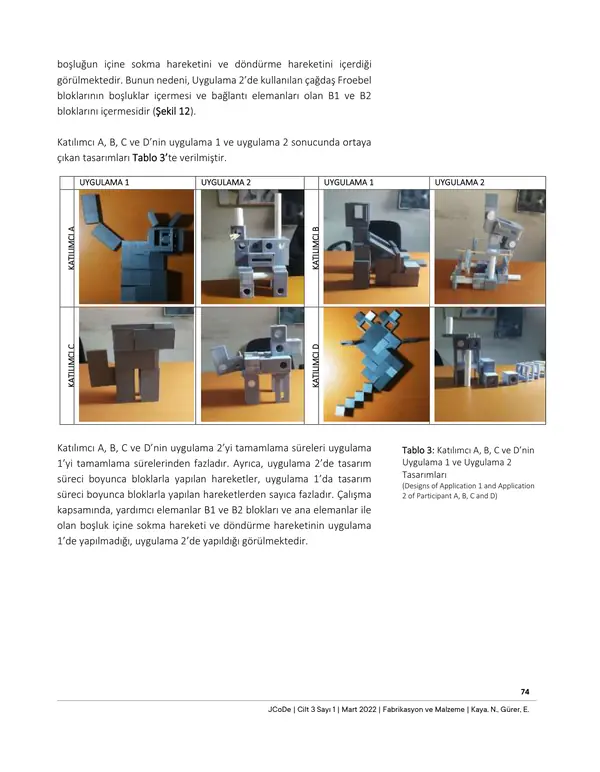 boşluğun içine sokma hareketini ve döndürme hareketini içerdiği
görülmektedir. Bunun nedeni, Uygulama 2’de kullanılan çağdaş Froebel
bloklarının boşluklar içermesi ve bağlantı elemanları olan B1 ve B2
bloklarını içermesidir (Şekil 12).
Katılımcı A, B, C ve D’nin uygulama 1 ve uygulama 2 sonucunda ortaya
çıkan tasarımları Tablo 3’te verilmiştir.
UYGULAMA 1 UYGULAMA 2 UYGULAMA 1 UYGULAMA 2
KATILIMCI A
KATILIMCI B
KATILIMCI C
KATILIMCI D
Katılımcı A, B, C ve D’nin uygulama 2’yi tamamlama süreleri uygulama
1’yi tamamlama sürelerinden fazladır. Ayrıca, uygulama 2’de tasarım
süreci boyunca bloklarla yapılan hareketler, uygulama 1’da tasarım
süreci boyunca bloklarla yapılan hareketlerden sayıca fazladır. Çalışma
kapsamında, yardımcı elemanlar B1 ve B2 blokları ve ana elemanlar ile
olan boşluk içine sokma hareketi ve döndürme hareketinin uygulama
1’de yapılmadığı, uygulama 2’de yapıldığı görülmektedir.
Tablo 3: Katılımcı A, B, C ve D’nin
Uygulama 1 ve Uygulama 2
Tasarımları
(Designs of Application 1 and Application
2 of Participant A, B, C and D)
74
JCoDe | Cilt 3 Sayı 1 | Mart 2022 | Fabrikasyon ve Malzeme | Kaya. N., Gürer, E.